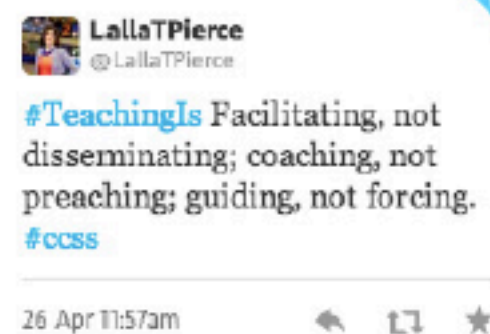 LallaTPierce
@LallaTPierce
#TeachingIs Facilitating, not
disseminating; coaching, not
preaching; guiding, not forcing.
#ccss
26 Apr 11:57am